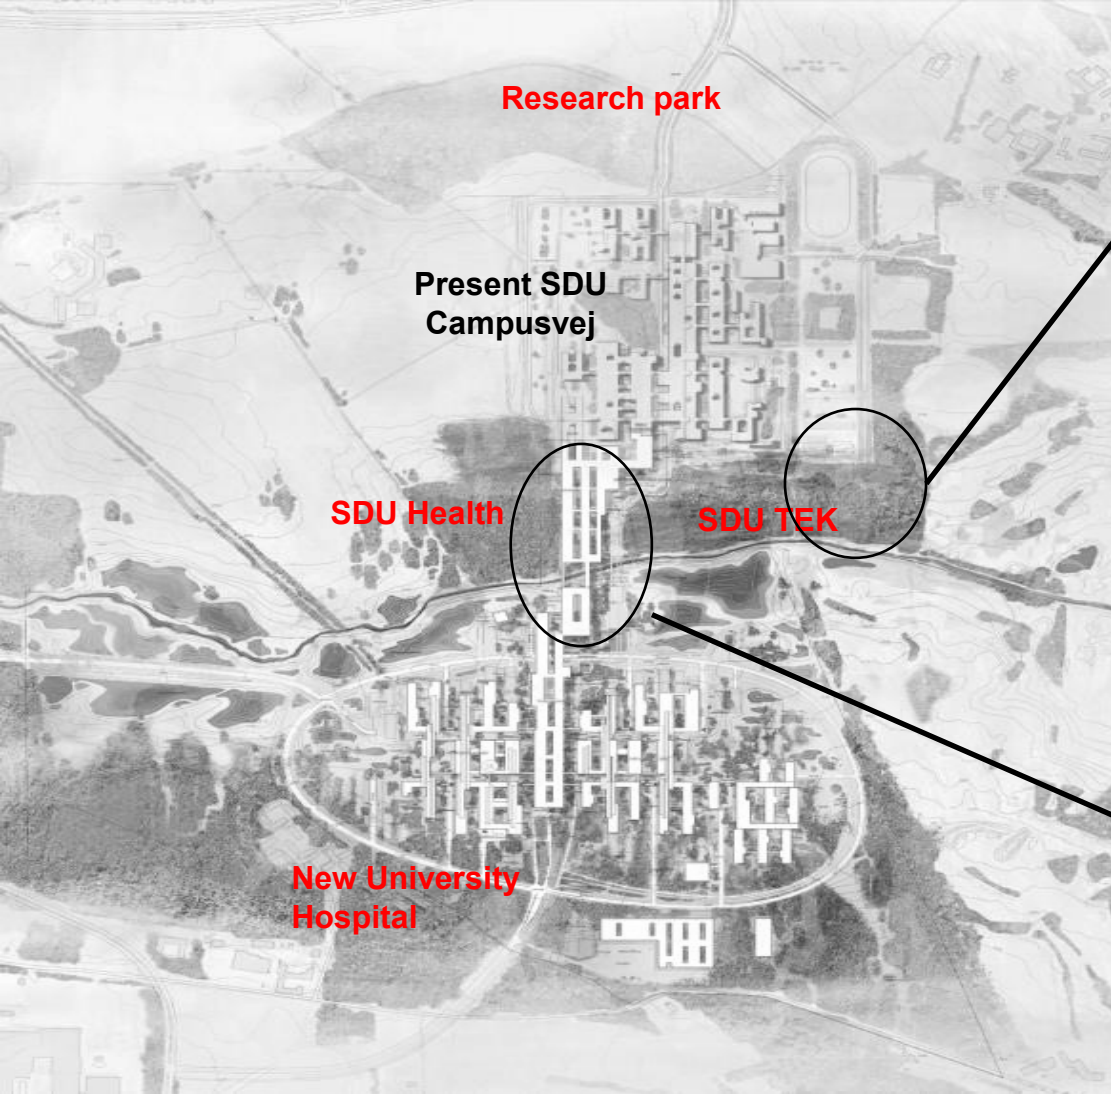 Research park
Present SDU
Campusvej
SDU Health
SDU TEK
New University
Hospital